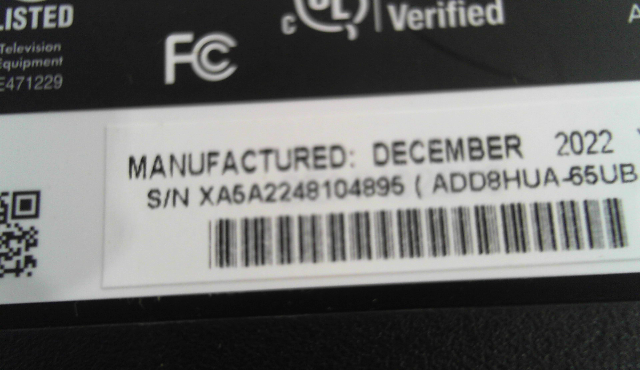 LISTED
Television
Equipment
E471229
FC
c UL
Verified
MANUFACTURED: DECEMBER 2022
S/N XA5A2248104895 ( ADD8HUA-65UB